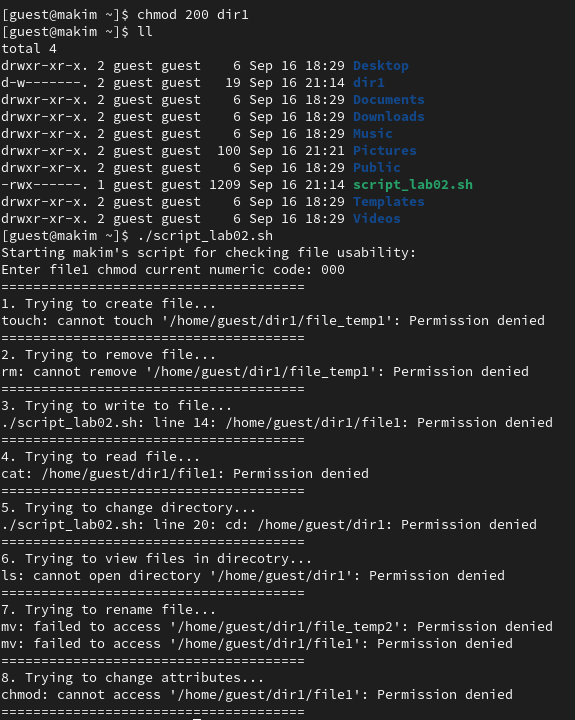 [guest@makim ~]$ chmod 200 dir1
[guest@makim ~]$ ll
total 4
drwxr-xr-x. 2 guest guest    6 Sep 16 18:29 Desktop
d-w-------. 2 guest guest   19 Sep 16 21:14 dir1
drwxr-xr-x. 2 guest guest    6 Sep 16 18:29 Documents
drwxr-xr-x. 2 guest guest    6 Sep 16 18:29 Downloads
drwxr-xr-x. 2 guest guest    6 Sep 16 18:29 Music
drwxr-xr-x. 2 guest guest  100 Sep 16 21:21 Pictures
drwxr-xr-x. 2 guest guest    6 Sep 16 18:29 Public
-rwx------. 1 guest guest 1209 Sep 16 21:14 script_lab02.sh
drwxr-xr-x. 2 guest guest    6 Sep 16 18:29 Templates
drwxr-xr-x. 2 guest guest    6 Sep 16 18:29 Videos
[guest@makim ~]$ ./script_lab02.sh
Starting makim's script for checking file usability:
Enter file1 chmod current numeric code: 000
======================================
1. Trying to create file...
touch: cannot touch '/home/guest/dir1/file_temp1': Permission denied
======================================
2. Trying to remove file...
rm: cannot remove '/home/guest/dir1/file_temp1': Permission denied
======================================
3. Trying to write to file...
./script_lab02.sh: line 14: /home/guest/dir1/file1: Permission denied
======================================
4. Trying to read file...
cat: /home/guest/dir1/file1: Permission denied
======================================
5. Trying to change directory...
./script_lab02.sh: line 20: cd: /home/guest/dir1: Permission denied
======================================
6. Trying to view files in direcotry...
ls: cannot open directory '/home/guest/dir1': Permission denied
======================================
7. Trying to rename file...
mv: failed to access '/home/guest/dir1/file_temp2': Permission denied
mv: failed to access '/home/guest/dir1/file1': Permission denied
======================================
8. Trying to change attributes...
chmod: cannot access '/home/guest/dir1/file1': Permission denied
======================================